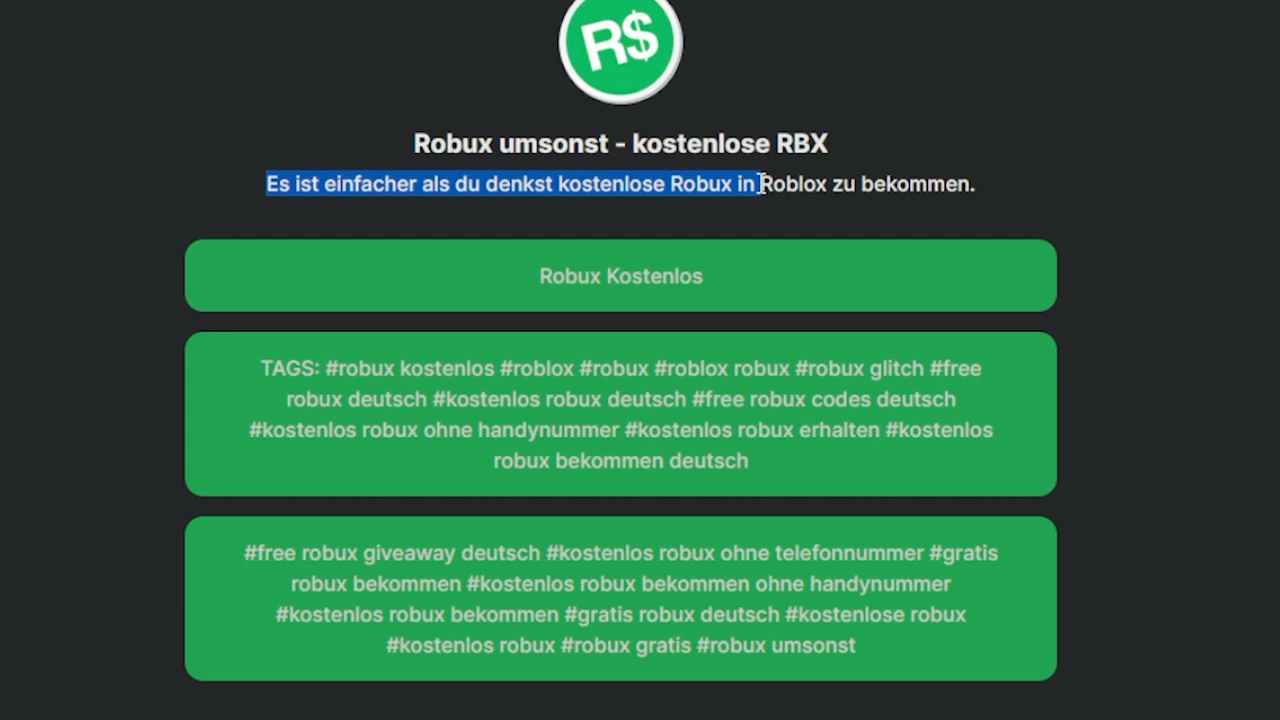 R$
Robux umsonst - kostenlose RBX
Es ist einfacher als du denkst kostenlose Robux in Roblox zu bekommen.
Robux Kostenlos
TAGS: #robux kostenlos #roblox #robux #roblox robux #robux glitch #free
robux deutsch #kostenlos robux deutsch #free robux codes deutsch
#kostenlos robux ohne handynummer #kostenlos robux erhalten #kostenlos
robux bekommen deutsch
#free robux giveaway deutsch #kostenlos robux ohne telefonnummer #gratis
robux bekommen #kostenlos robux bekommen ohne handynummer
#kostenlos robux bekommen #gratis robux deutsch #kostenlose robux
#kostenlos robux #robux gratis #robux umsonst